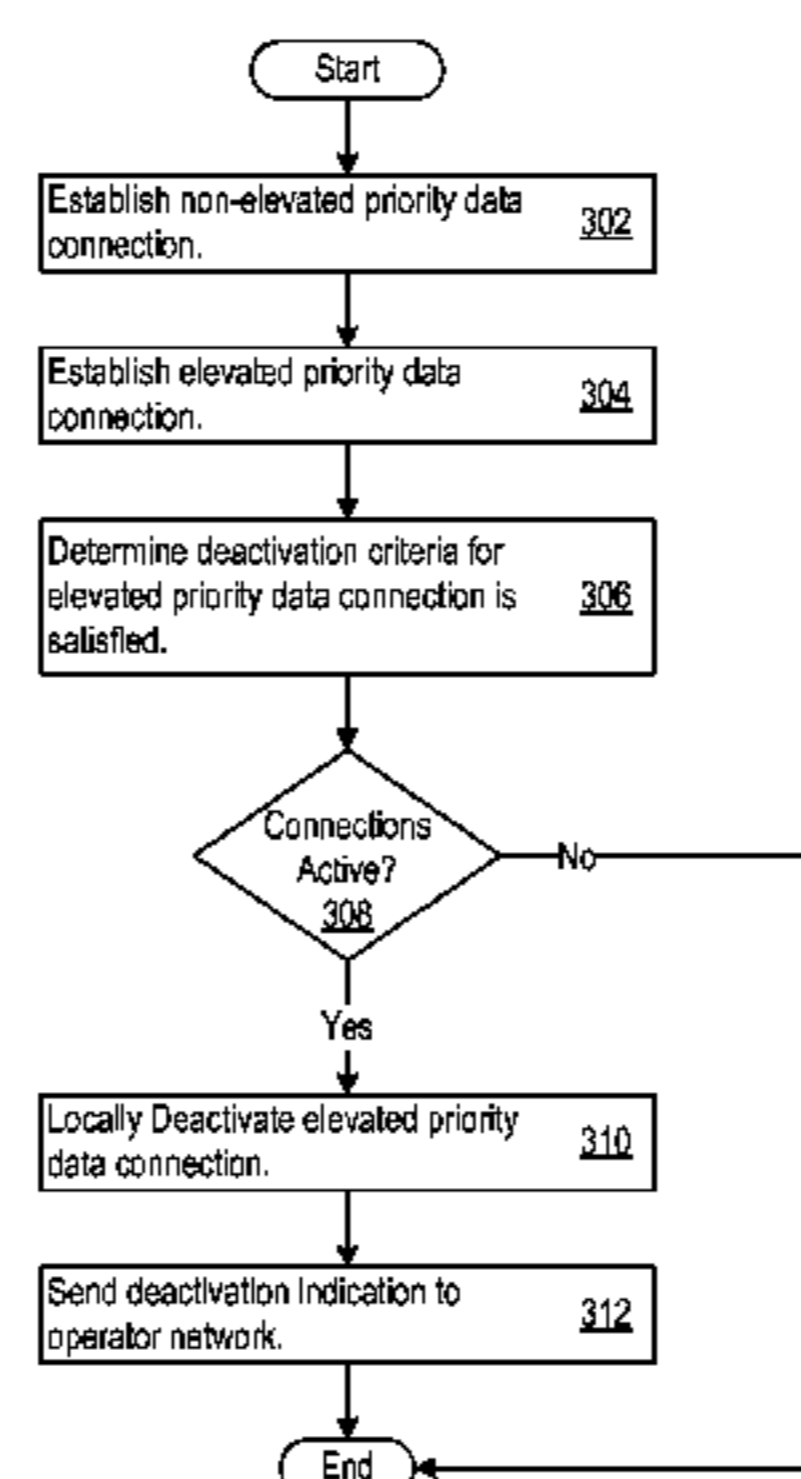 Start
Establish non-elevated priority data
connection.
302
Establish elevated priority data
connection.
304
Determine deactivation criteria for
elevated priority data connection is
satisfied.
306
Connections
Active?
308
No
Yes
Locally Deactivate elevated priority
data connection.
310
Send deactivation indication to
operator network.
312
End